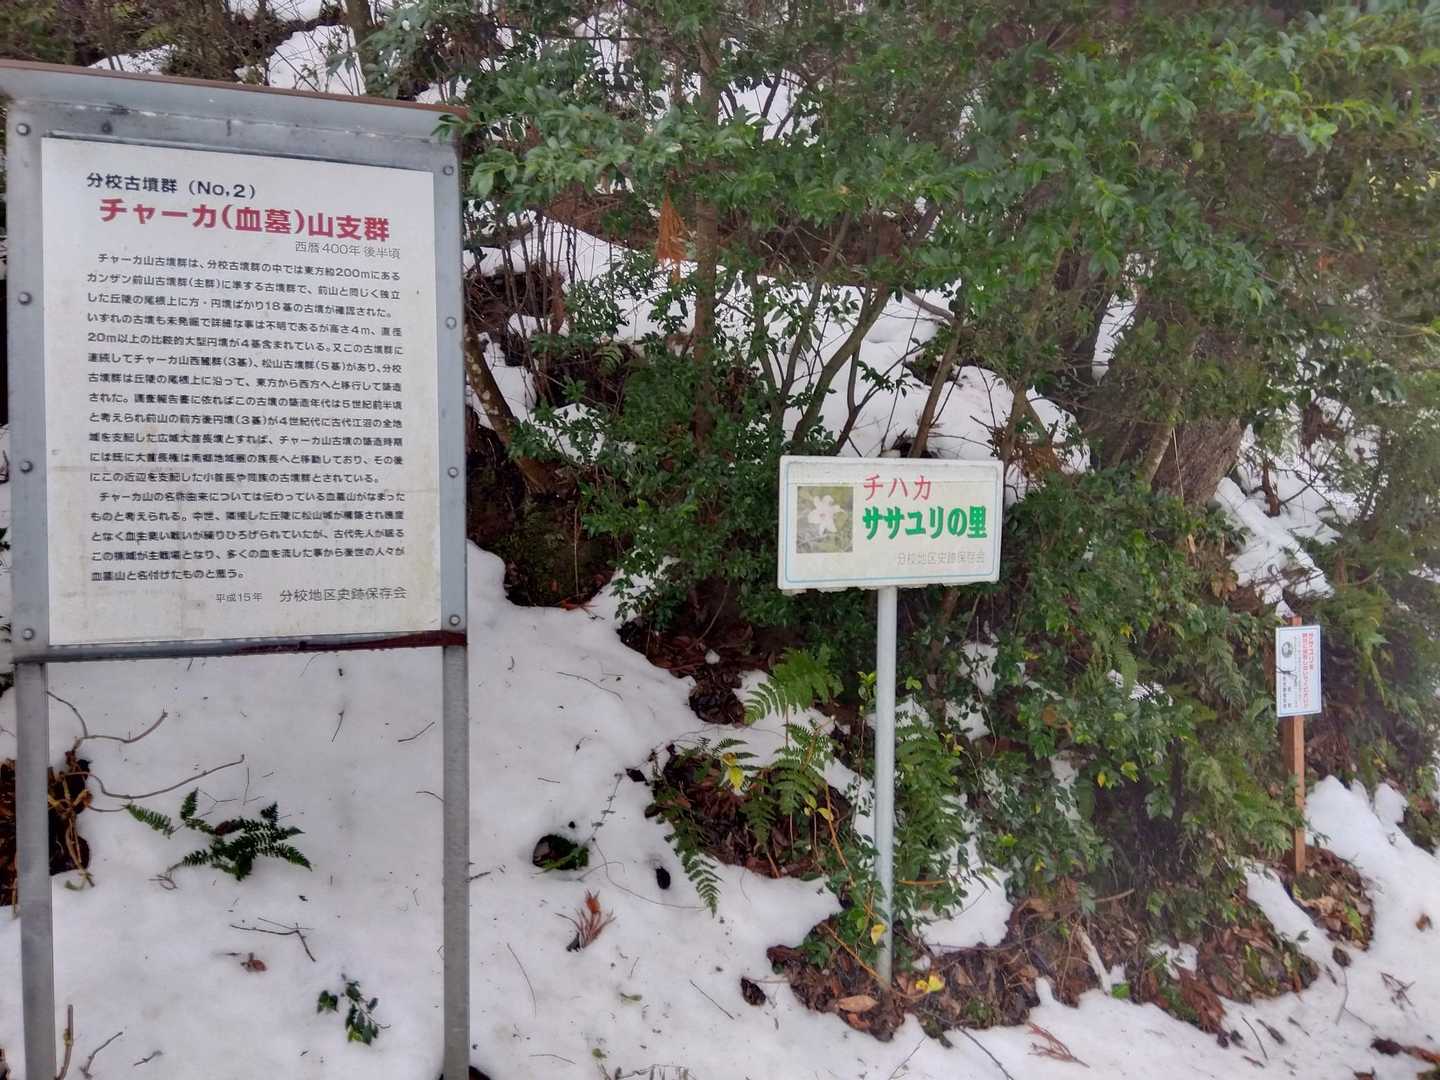 分校古墳群（No,2）
チャーカ(血墓)山支群
西暦400年 後半頃
チャーカ山古墳群は、分校古墳群の中では東方約200mにある
カンザン前山古墳群(主群)に準する古墳群で、前山と同じく独立
した丘陵の尾根上に方・円墳ばかり18基の古墳が確認された。
いずれの古墳も未発掘で詳細な事は不明であるが高さ4m、直径
20m以上の比較的大型円墳が4基含まれている。又この古墳群に
連続してチャーカ山西麓群(3基)、松山古墳群(5基)があり、分校
古墳群は丘陵の尾根上に沿って、東方から西方へと移行して築造
された。調査報告書に依ればこの古墳の築造年代は5世紀前半頃
と考えられ前山の前方後円墳(3基)が4世紀代に古代江沼の全地
域を支配した広域大首長墳とすれば、チャーカ山古墳の築造時期
には既に大首長権は南郷地域圏の族長へと移動しており、その後
にこの近辺を支配した小首長や同族の古墳群とされている。
チャーカ山の名称由来については伝わっている血墓山がなまった
ものと考えられる。中世、隣接した丘陵に松山城が構築され幾度
となく血生臭い戦いが繰りひろげられていたが、古代先人が眠る
この墳域が主戦場となり、多くの血を流した事から後世の人々が
血墓山と名付けたものと思う。
平成15年　分校地区史跡保存会
チハカ
ササユリの里
分校地区史跡保存会
ササユリを